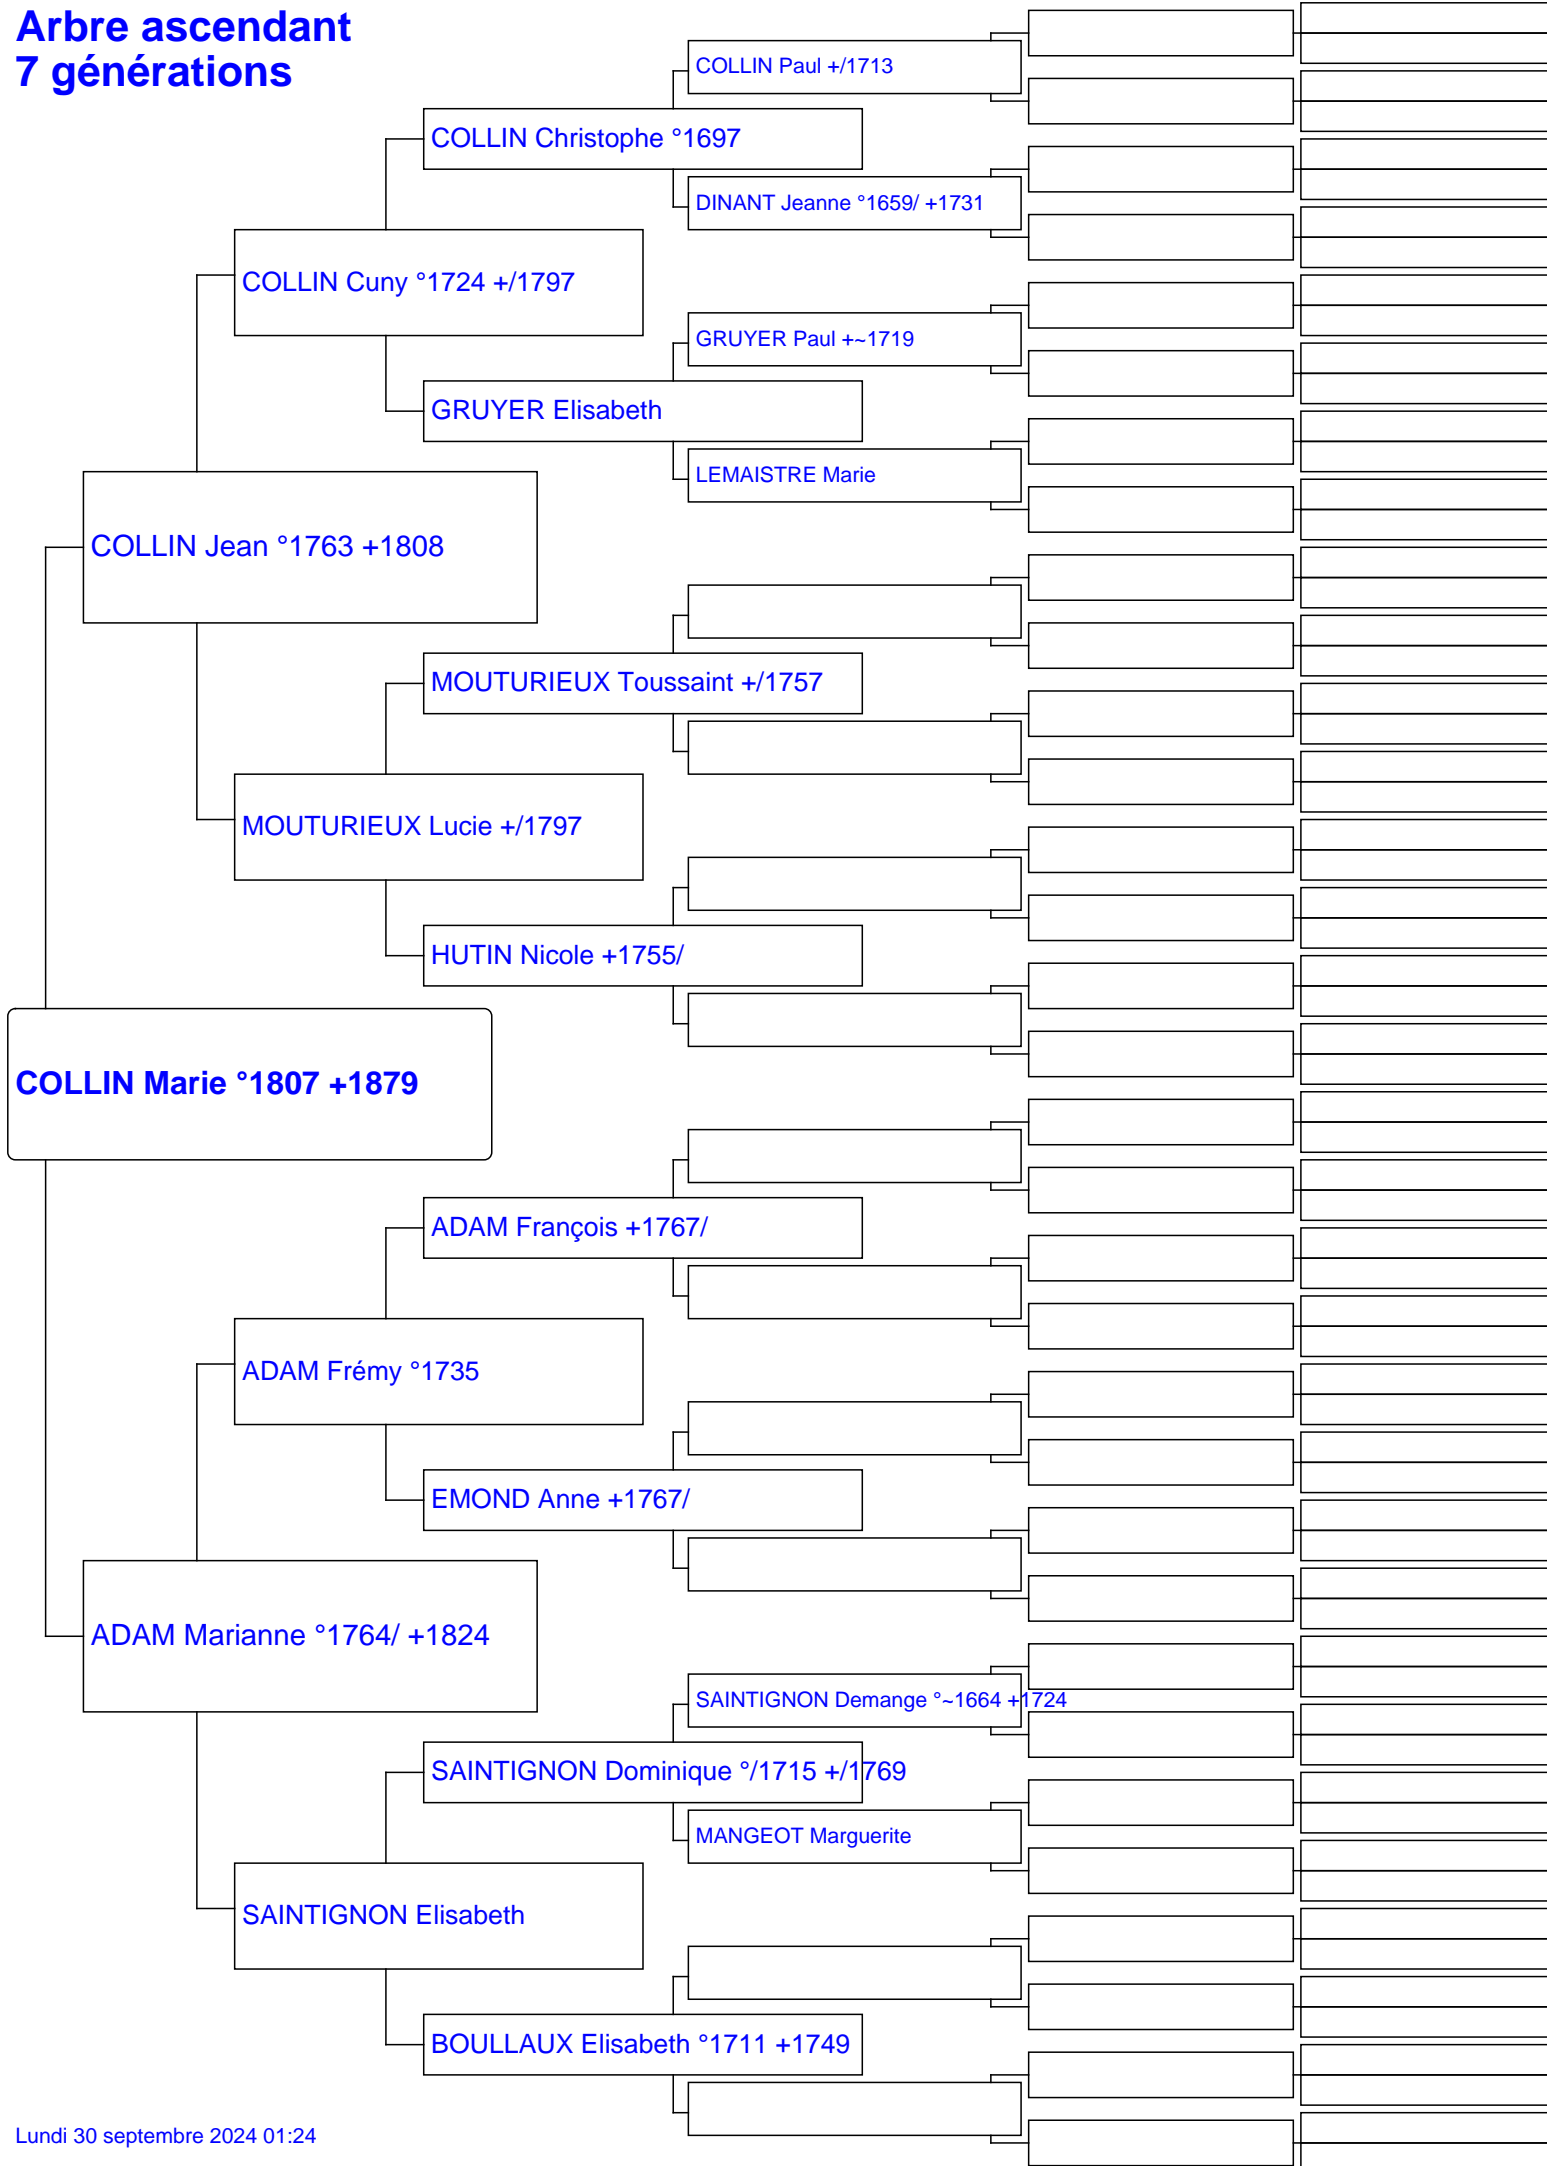 Arbre ascendant
7 générations
COLLIN Paul +/1713
COLLIN Christophe °1697
DINANT Jeanne °1659/ +1731
COLLIN Cuny °1724 +/1797
GRUYER Paul +~1719
GRUYER Elisabeth
LEMAISTRE Marie
COLLIN Jean °1763 +1808
MOUTURIEUX Toussaint +/1757
MOUTURIEUX Lucie +/1797
HUTIN Nicole +1755/
COLLIN Marie °1807 +1879
ADAM François +1767/
ADAM Frémy °1735
EMOND Anne +1767/
ADAM Marianne °1764/ +1824
SAINTIGNON Demange °~1664 +1724
SAINTIGNON Dominique °/1715 +/1769
MANGEOT Marguerite
SAINTIGNON Elisabeth
BOULLAUX Elisabeth °1711 +1749
Lundi 30 septembre 2024 01:24